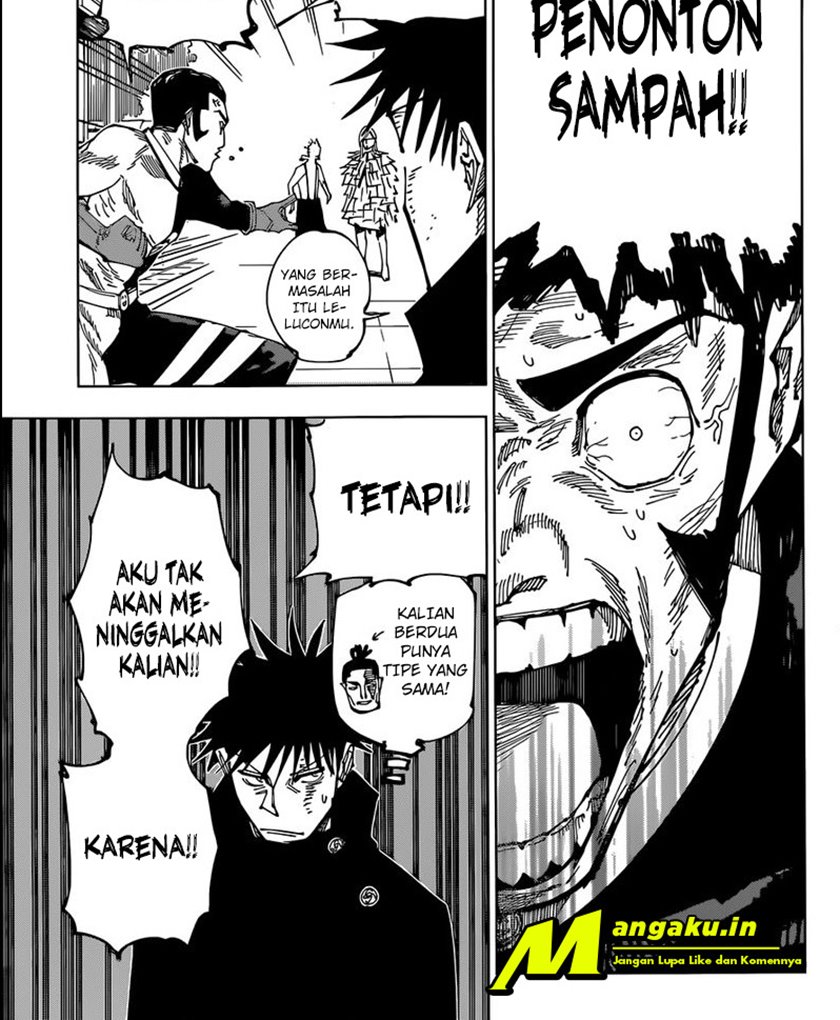 PENONTON
SAMPAH!!
YANG BER-
MASALAH
ITU LE-
LUCONMU.
TETAPI!!
KALIAN
BERDUA
PUNYA
TIPE YANG
SAMA!
AKU TAK
AKAN ME-
NINGGALKAN
KALIAN!!
KARENA!!
Mangaku.in
Jangan Lupa Like dan Komennya